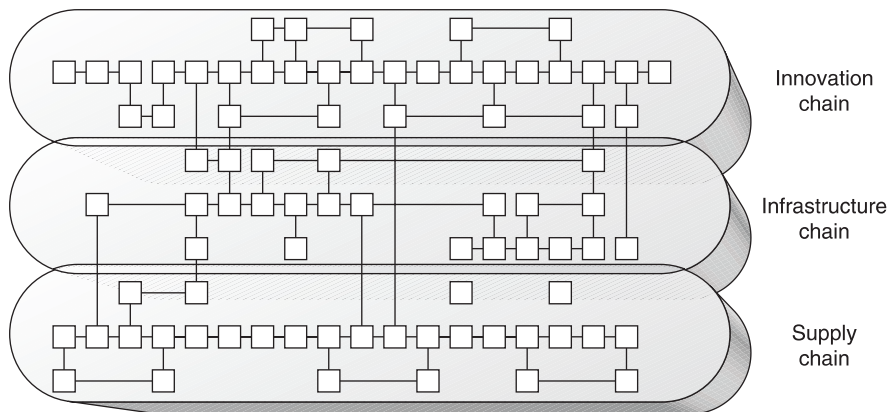 Innovation
chain
Infrastructure
chain
Supply
chain